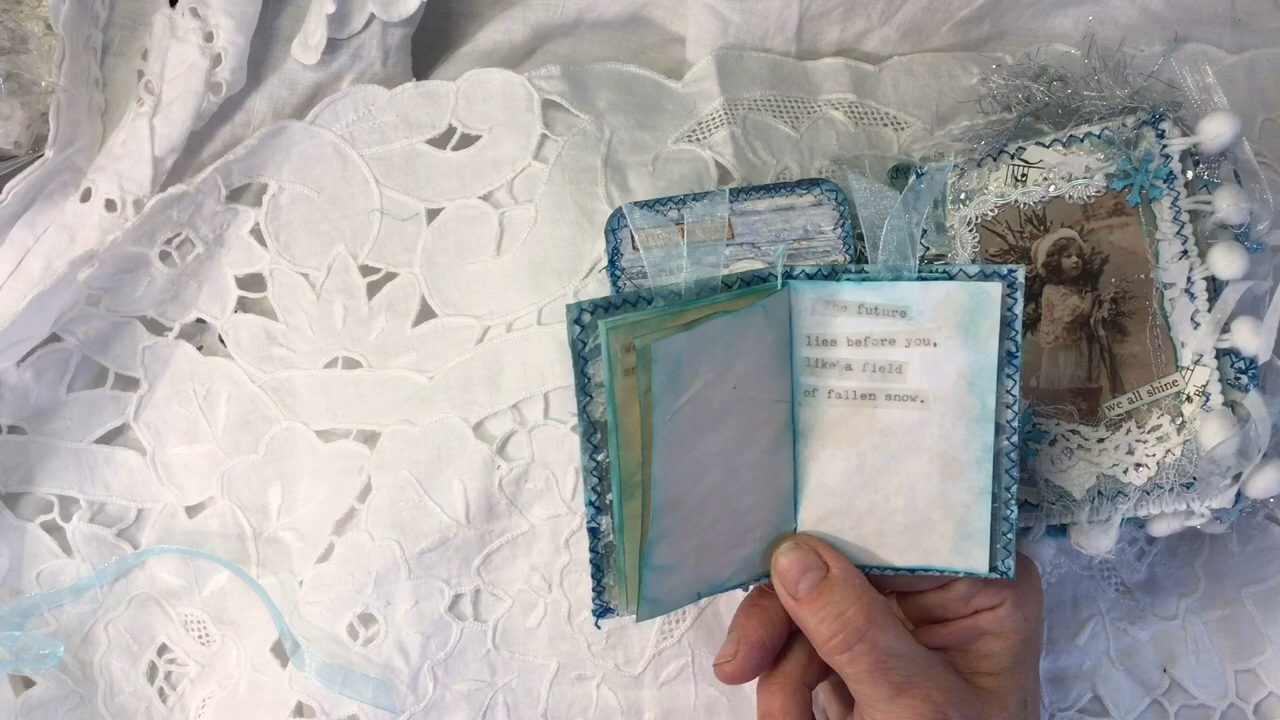 The future
lies before you,
like a field
of fallen snow.
we all shine